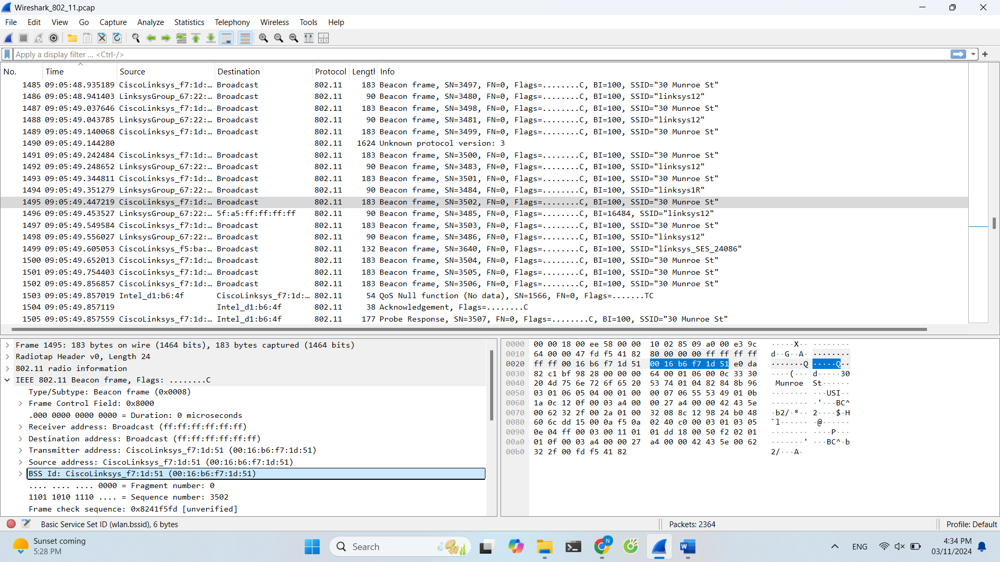 Wireshark_802_11.pcap
File Edit View Go Capture Analyze Statistics Telephony Wireless Tools Help
Apply a display filter … <Ctrl-/>
No. Time Source Destination Protocol Length Info
1485 09:05:48.935189 CiscoLinksys_f7:1d:… Broadcast 802.11 183 Beacon frame, SN=3497, FN=0, Flags=........C, BI=100, SSID="30 Munroe St"
1486 09:05:48.941403 LinksysGroup_67:22:… Broadcast 802.11 90 Beacon frame, SN=3480, FN=0, Flags=........C, BI=100, SSID="linksys12"
1487 09:05:49.037646 CiscoLinksys_f7:1d:… Broadcast 802.11 183 Beacon frame, SN=3498, FN=0, Flags=........C, BI=100, SSID="30 Munroe St"
1488 09:05:49.043785 LinksysGroup_67:22:… Broadcast 802.11 90 Beacon frame, SN=3481, FN=0, Flags=........C, BI=100, SSID="linksys12"
1489 09:05:49.140068 CiscoLinksys_f7:1d:… Broadcast 802.11 183 Beacon frame, SN=3499, FN=0, Flags=........C, BI=100, SSID="30 Munroe St"
1490 09:05:49.144280 802.11 1624 Unknown protocol version: 3
1491 09:05:49.242484 CiscoLinksys_f7:1d:… Broadcast 802.11 183 Beacon frame, SN=3500, FN=0, Flags=........C, BI=100, SSID="30 Munroe St"
1492 09:05:49.248652 LinksysGroup_67:22:… Broadcast 802.11 90 Beacon frame, SN=3483, FN=0, Flags=........C, BI=100, SSID="linksys12"
1493 09:05:49.344811 CiscoLinksys_f7:1d:… Broadcast 802.11 183 Beacon frame, SN=3501, FN=0, Flags=........C, BI=100, SSID="30 Munroe St"
1494 09:05:49.351279 LinksysGroup_67:22:… Broadcast 802.11 90 Beacon frame, SN=3484, FN=0, Flags=........C, BI=100, SSID="linksys1R"
1495 09:05:49.447219 CiscoLinksys_f7:1d:… Broadcast 802.11 183 Beacon frame, SN=3502, FN=0, Flags=........C, BI=100, SSID="30 Munroe St"
1496 09:05:49.453527 LinksysGroup_67:22:… 5f:a5:ff:ff:ff:ff 802.11 90 Beacon frame, SN=3485, FN=0, Flags=........C, BI=16484, SSID="linksys12"
1497 09:05:49.549584 CiscoLinksys_f7:1d:… Broadcast 802.11 183 Beacon frame, SN=3503, FN=0, Flags=........C, BI=100, SSID="30 Munroe St"
1498 09:05:49.556027 LinksysGroup_67:22:… Broadcast 802.11 90 Beacon frame, SN=3486, FN=0, Flags=........C, BI=100, SSID="linksys12"
1499 09:05:49.605053 CiscoLinksys_f5:ba:… Broadcast 802.11 132 Beacon frame, SN=3640, FN=0, Flags=........C, BI=100, SSID="linksys_SES_24086"
1500 09:05:49.652013 CiscoLinksys_f7:1d:… Broadcast 802.11 183 Beacon frame, SN=3504, FN=0, Flags=........C, BI=100, SSID="30 Munroe St"
1501 09:05:49.754403 CiscoLinksys_f7:1d:… Broadcast 802.11 183 Beacon frame, SN=3505, FN=0, Flags=........C, BI=100, SSID="30 Munroe St"
1502 09:05:49.856857 CiscoLinksys_f7:1d:… Broadcast 802.11 183 Beacon frame, SN=3506, FN=0, Flags=........C, BI=100, SSID="30 Munroe St"
1503 09:05:49.857019 Intel_d1:b6:4f CiscoLinksys_f7:1d:… 802.11 54 QoS Null function (No data), SN=1566, FN=0, Flags=.......TC
1504 09:05:49.857119 Intel_d1:b6:4f 802.11 38 Acknowledgement, Flags=........C
1505 09:05:49.857559 CiscoLinksys_f7:1d:… Intel_d1:b6:4f 802.11 177 Probe Response, SN=3507, FN=0, Flags=........C, BI=100, SSID="30 Munroe St"
Frame 1495: 183 bytes on wire (1464 bits), 183 bytes captured (1464 bits)
Radiotap Header v0, Length 24
802.11 radio information
IEEE 802.11 Beacon frame, Flags: ........C
Type/Subtype: Beacon frame (0x0008)
Frame Control Field: 0x8000
.000 0000 0000 0000 = Duration: 0 microseconds
Receiver address: Broadcast (ff:ff:ff:ff:ff:ff)
Destination address: Broadcast (ff:ff:ff:ff:ff:ff)
Transmitter address: CiscoLinksys_f7:1d:51 (00:16:b6:f7:1d:51)
Source address: CiscoLinksys_f7:1d:51 (00:16:b6:f7:1d:51)
BSS Id: CiscoLinksys_f7:1d:51 (00:16:b6:f7:1d:51)
.... .... .... 0000 = Fragment number: 0
1101 1010 1110 .... = Sequence number: 3502
Frame check sequence: 0x8241f5fd [unverified]
0000 00 00 18 00 ee 58 00 00 10 02 85 09 a0 00 e3 9c ·····X·· ········
0010 64 00 00 47 fd f5 41 82 80 00 00 00 ff ff ff ff d··G··A· ········
0020 ff ff 00 16 b6 f7 1d 51 00 16 b6 f7 1d 51 e0 da ·······Q ·····Q··
0030 82 c1 bf 98 28 00 00 00 64 00 01 06 00 0c 33 30 ····(··· d·····30
0040 20 4d 75 6e 72 6f 65 20 53 74 01 04 82 84 8b 96 Munroe St······
0050 03 01 06 05 04 00 01 00 00 07 06 55 53 49 01 0b ········ ···USI··
0060 1a 0c 12 0f 00 03 a4 00 00 27 a4 00 00 42 43 5e ········ ·'···BC^
0070 00 62 32 2f 00 2a 01 00 32 08 8c 12 98 24 b0 48 ·b2/·*·· 2····$·H
0080 60 6c dd 15 00 0a f5 0a 02 40 c0 00 03 01 03 05 `l······ ·@······
0090 0e 04 ff 00 03 00 11 01 01 dd 18 00 50 f2 02 01 ········ ····P···
00a0 01 0f 00 03 a4 00 00 27 a4 00 00 42 43 5e 00 62 ·······' ···BC^·b
00b0 32 2f 00 fd f5 41 82 2/···A·
Basic Service Set ID (wlan.bssid), 6 bytes Packets: 2364 Profile: Default
Sunset coming
5:28 PM
Search
ENG
4:34 PM
03/11/2024